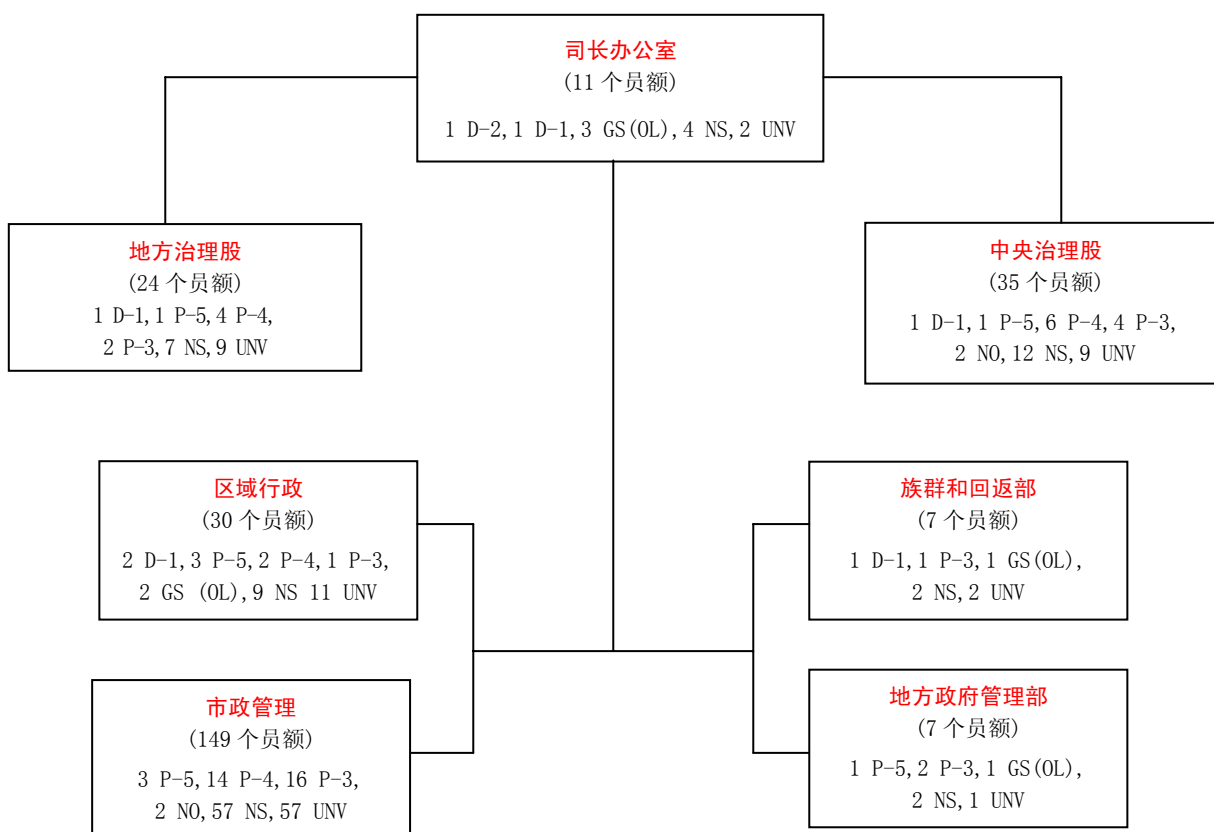 司长办公室
(11 个员额)
1 D-2,1 D-1,3 GS(OL),4 NS,2 UNV
地方治理股
(24 个员额)
1 D-1,1 P-5,4 P-4,
2 P-3,7 NS,9 UNV
中央治理股
(35 个员额)
1 D-1,1 P-5,6 P-4,4 P-3,
2 NO,12 NS,9 UNV
区域行政
(30 个员额)
2 D-1,3 P-5,2 P-4,1 P-3,
2 GS (OL),9 NS 11 UNV
族群和回返部
(7 个员额)
1 D-1,1 P-3,1 GS(OL),
2 NS,2 UNV
市政管理
(149 个员额)
3 P-5,14 P-4,16 P-3,
2 NO,57 NS,57 UNV
地方政府管理部
(7 个员额)
1 P-5,2 P-3,1 GS(OL),
2 NS,1 UNV